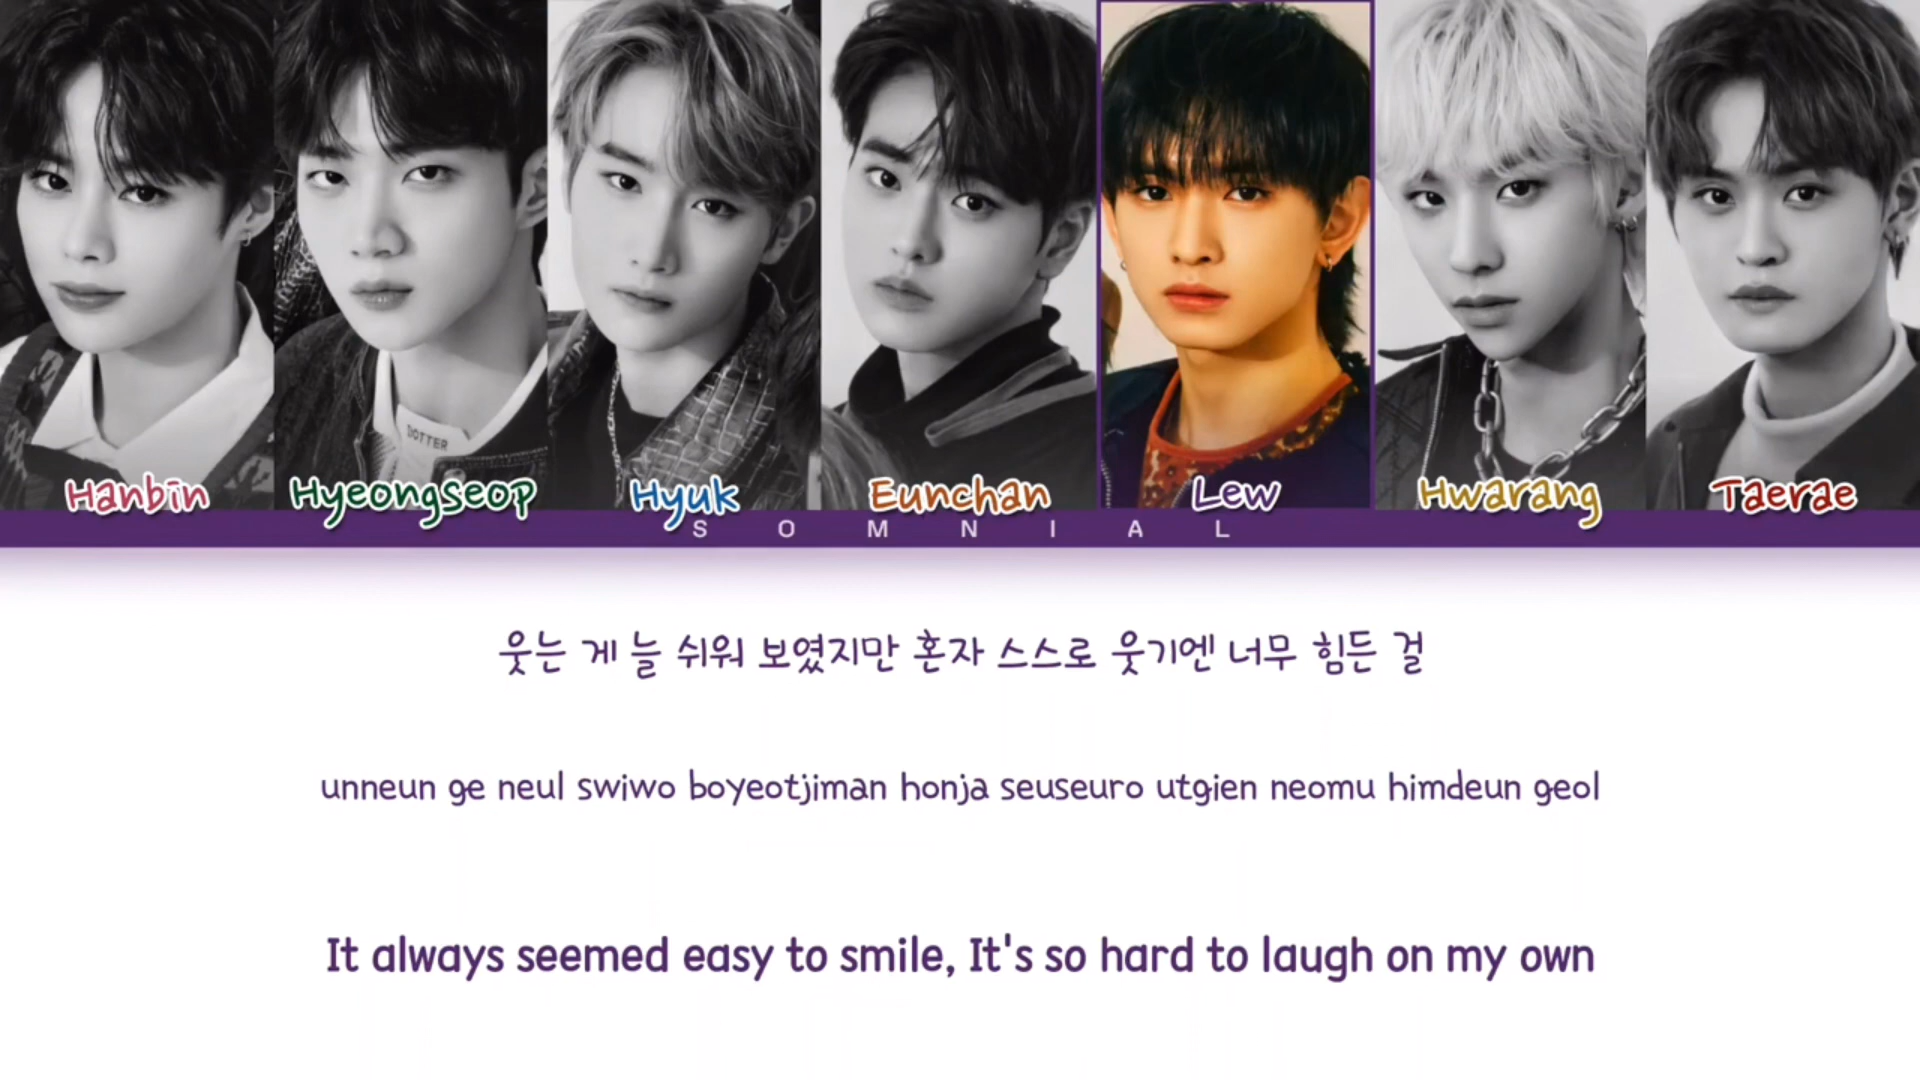 DOTTER
Hanbin Hyeongseop Hyuk Eunchan Lew Hwarang Taerae
SOMNIAL
웃는 게 늘 쉬워 보였지만 혼자 스스로 웃기엔 너무 힘든 걸
unneun ge neul swiwo boyeotjiman honja seuseuro utgien neomu himdeun geol
It always seemed easy to smile, It's so hard to laugh on my own